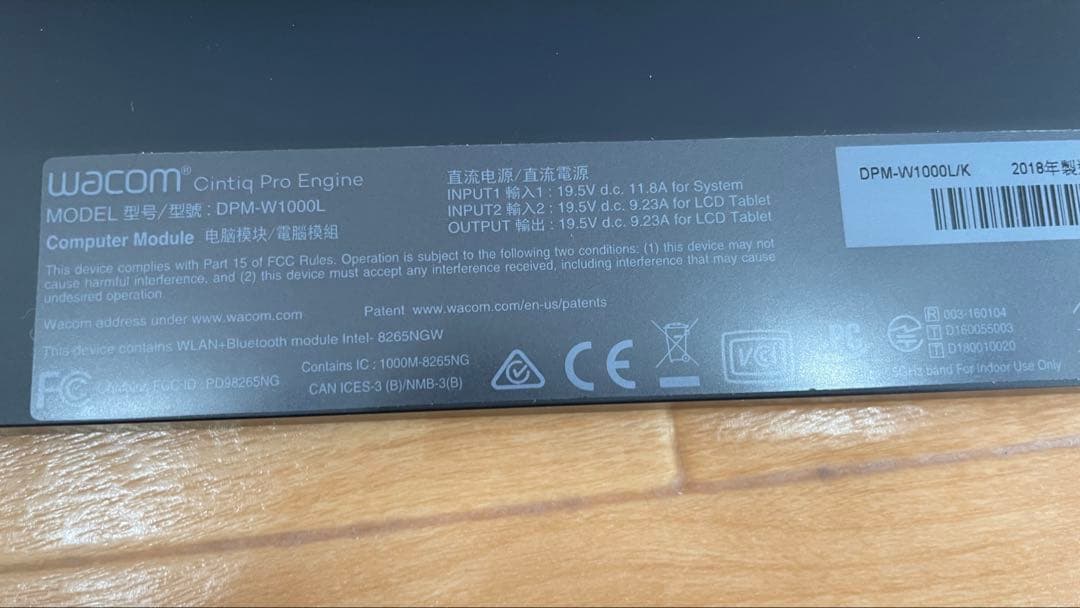 wacom® Cintiq Pro Engine
MODEL 型号/型號 : DPM-W1000L
Computer Module 电脑模块/電腦模組
直流电源/直流電源
INPUT1 輸入1 : 19.5V d.c. 11.8A for System
INPUT2 輸入2 : 19.5V d.c. 9.23A for LCD Tablet
OUTPUT 輸出 : 19.5V d.c. 9.23A for LCD Tablet
This device complies with Part 15 of FCC Rules. Operation is subject to the following two conditions: (1) this device may not
cause harmful interference, and (2) this device must accept any interference received, including interference that may cause
undesired operation.
Wacom address under www.wacom.com
Patent www.wacom.com/en-us/patents
This device contains WLAN+Bluetooth module Intel- 8265NGW
FC
FCC ID : PD98265NG
Contains IC : 1000M-8265NG
CAN ICES-3 (B)/NMB-3(B)
CE
VCI
R 003-160104
T D160055003
T D180010020
5GHz band For Indoor Use Only
DPM-W1000L/K
2018年製